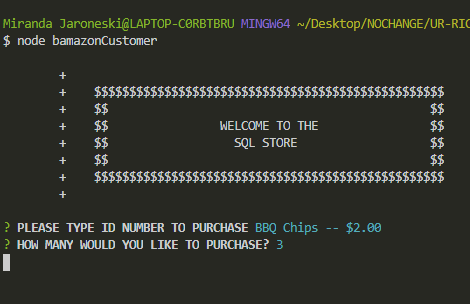 Miranda Jaroneski@LAPTOP-C0RBTBRU MINGW64 ~/Desktop/NOCHANGE/UR-RIC
$ node bamazonCustomer
+
+ $$$$$$$$$$$$$$$$$$$$$$$$$$$$$$$$$$$$$$$$$$$$$$$$$$
+ $$ $$
+ $$ WELCOME TO THE $$
+ $$ SQL STORE $$
+ $$ $$
+ $$$$$$$$$$$$$$$$$$$$$$$$$$$$$$$$$$$$$$$$$$$$$$$$$$
+
? PLEASE TYPE ID NUMBER TO PURCHASE BBQ Chips -- $2.00
? HOW MANY WOULD YOU LIKE TO PURCHASE? 3